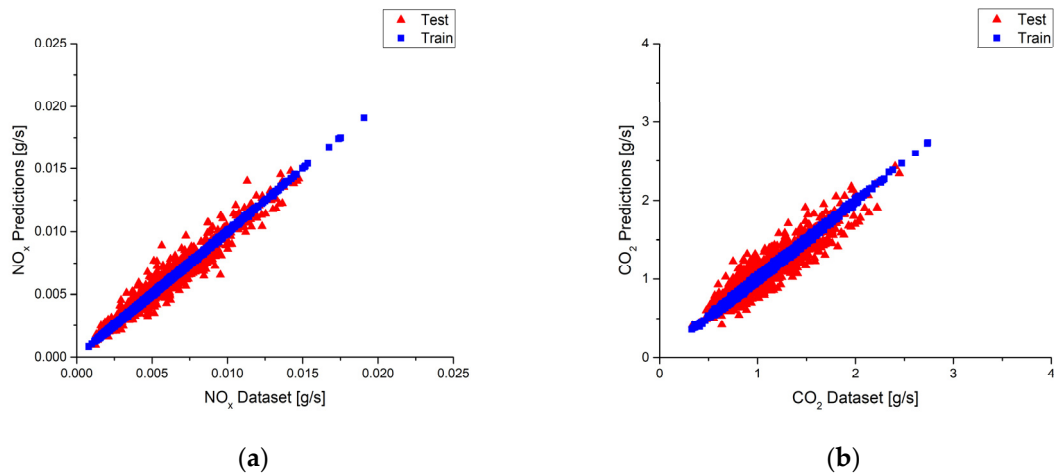 Test
Train
0.025
0.020
0.015
0.010
0.005
0.000
NOx Predictions [g/s]
0.000 0.005 0.010 0.015 0.020 0.025
NOx Dataset [g/s]
(a)
Test
Train
4
3
2
1
0
CO2 Predictions [g/s]
0 1 2 3 4
CO2 Dataset [g/s]
(b)